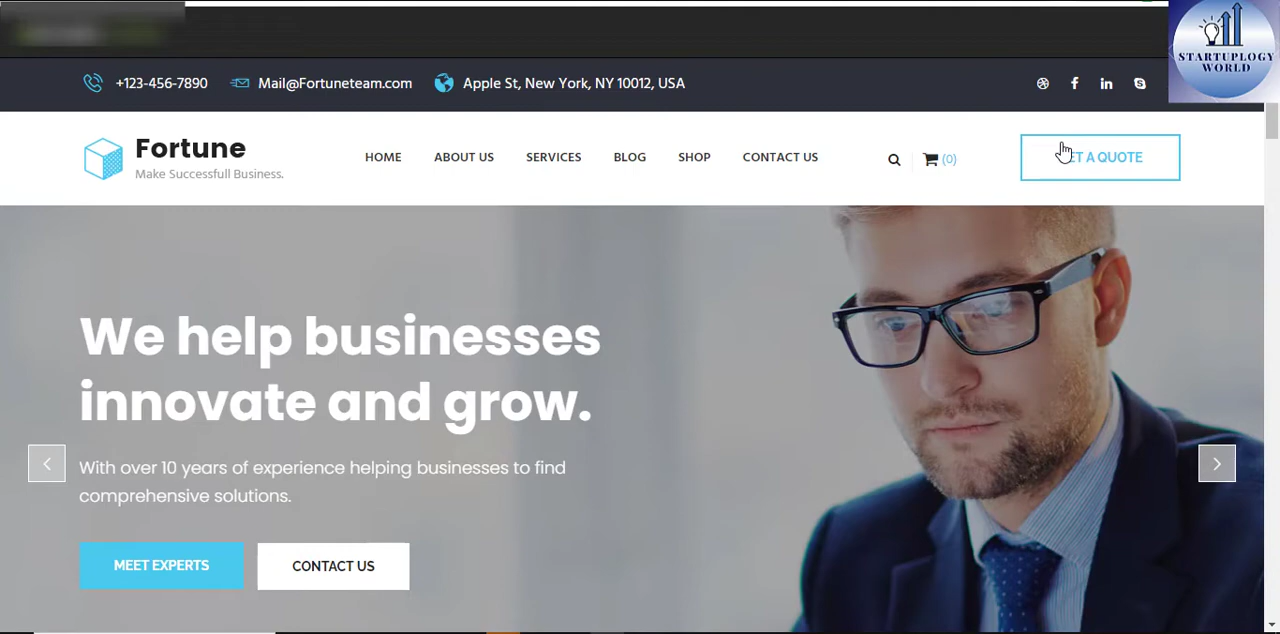 STARTUPLOGY
WORLD
+123-456-7890 Mail@Fortuneteam.com Apple St, New York, NY 10012, USA
Fortune
Make Successfull Business.
HOME ABOUT US SERVICES BLOG SHOP CONTACT US (0) T A QUOTE
We help businesses
innovate and grow.
With over 10 years of experience helping businesses to find
comprehensive solutions.
MEET EXPERTS CONTACT US